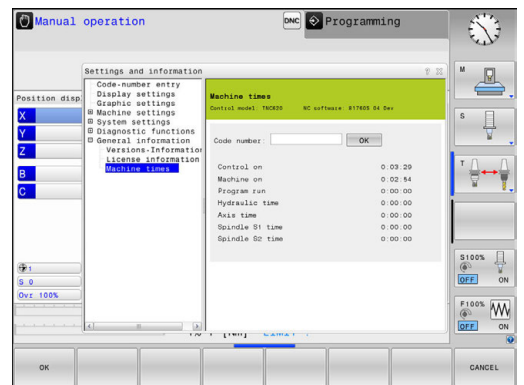 Manual operation
DNC
Programming
Settings and information
? X
Position disp
X
Y
Z
B
C
1
S 0
Ovr 100%
Code-number entry
Display settings
Graphic settings
Machine settings
System settings
Diagnostic functions
General information
Versions-Information
License information
Machine times
Machine times
Control model: TNC620 NC software: 817605 04 Dev
Code number:
OK
Control on 0:03:29
Machine on 0:02:54
Program run 0:00:00
Hydraulic time 0:00:00
Axis time 0:00:00
Spindle S1 time 0:00:00
Spindle S2 time 0:00:00
M
S
T
S100%
OFF ON
F100%
OFF ON
OK
CANCEL